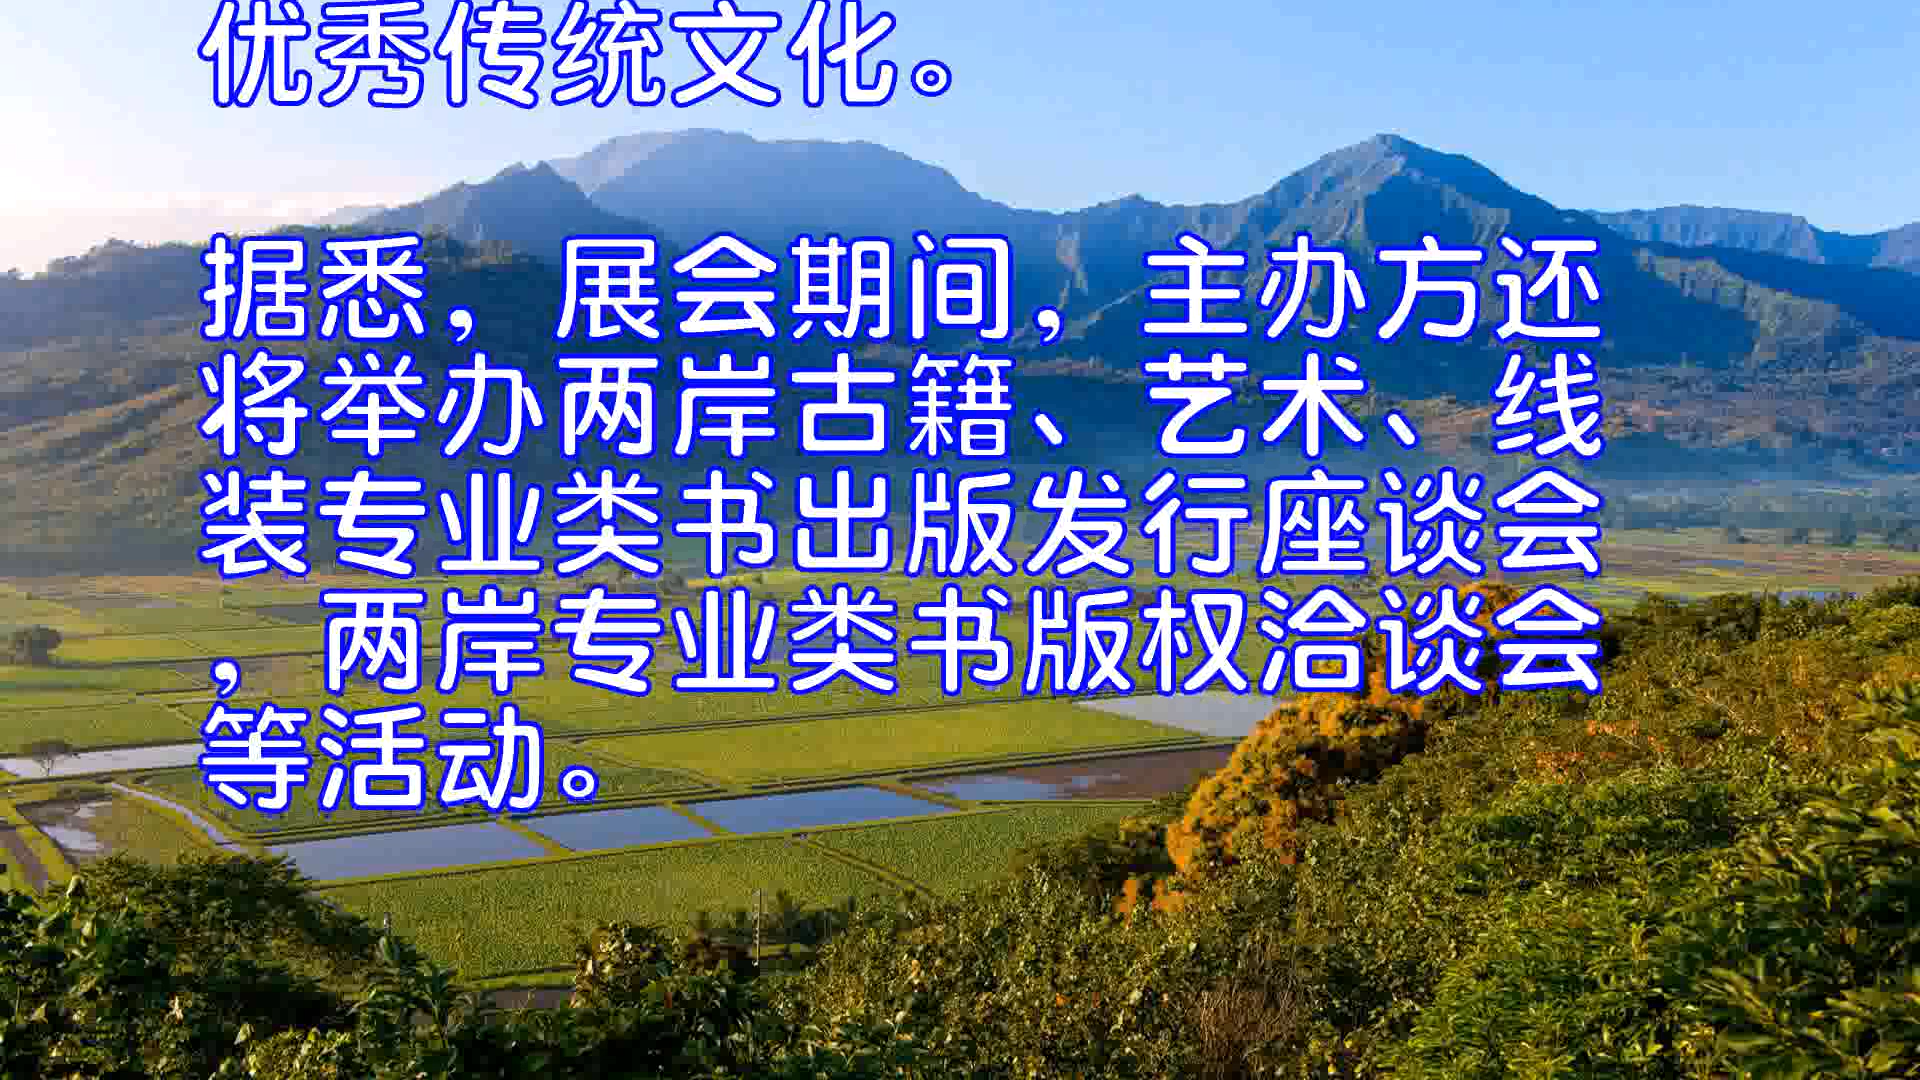 优秀传统文化。
据悉，展会期间，主办方还
将举办两岸古籍、艺术、线
装专业类书出版发行座谈会
，两岸专业类书版权洽谈会
等活动。